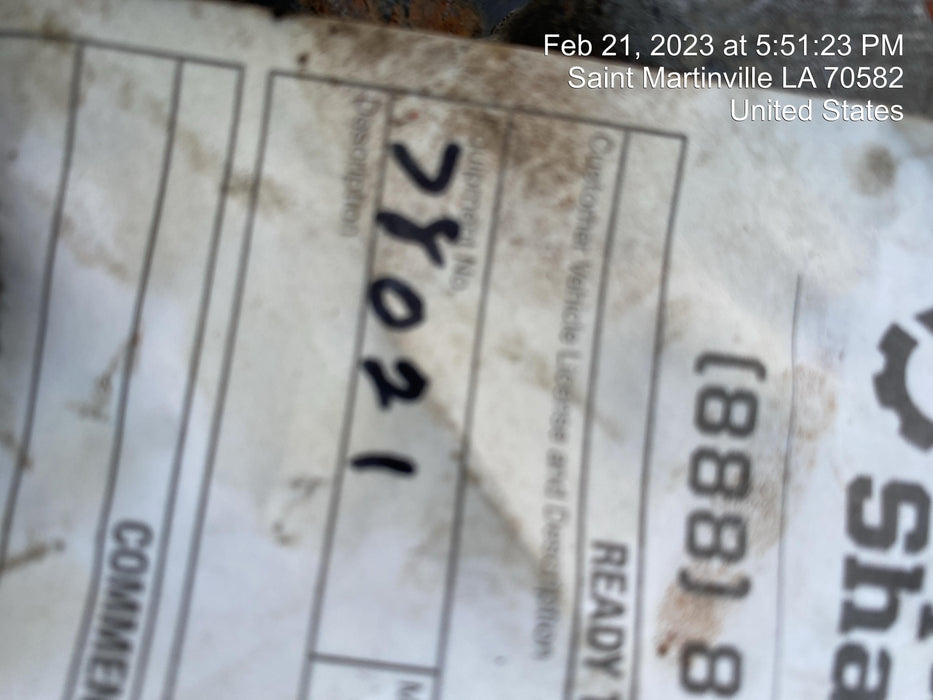 Feb 21, 2023 at 5:51:23 PM
Saint Martinville LA 70582
United States
Sha
(888) 8
READY
Customer Vehicle License and Description
Equipment No.
Description
COMMEN